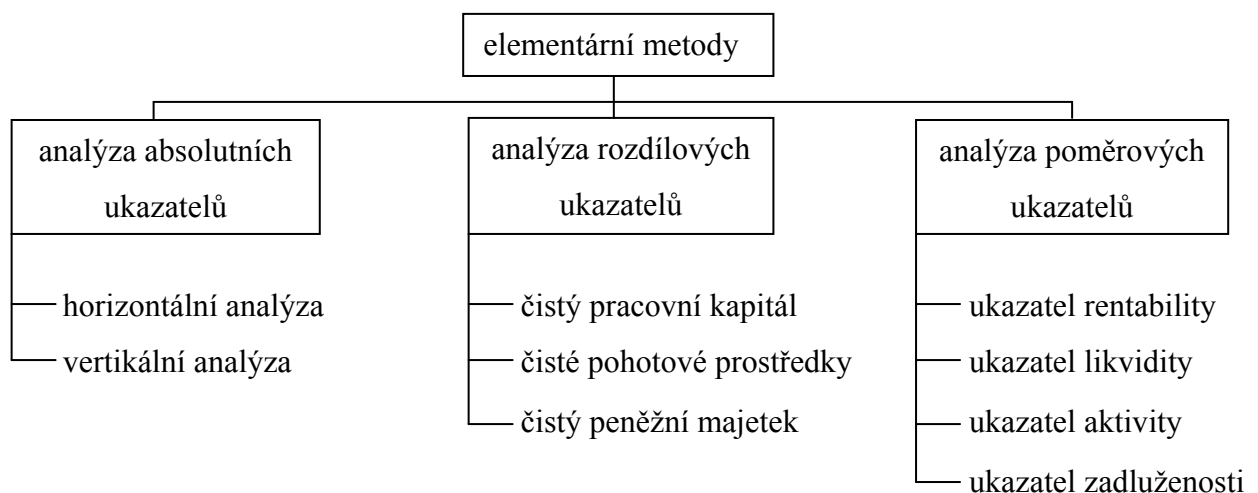 elementární metody
analýza absolutních
ukazatelů
analýza rozdílových
ukazatelů
analýza poměrových
ukazatelů
horizontální analýza
vertikální analýza
čistý pracovní kapitál
čisté pohotové prostředky
čistý peněžní majetek
ukazatel rentability
ukazatel likvidity
ukazatel aktivity
ukazatel zadluženosti